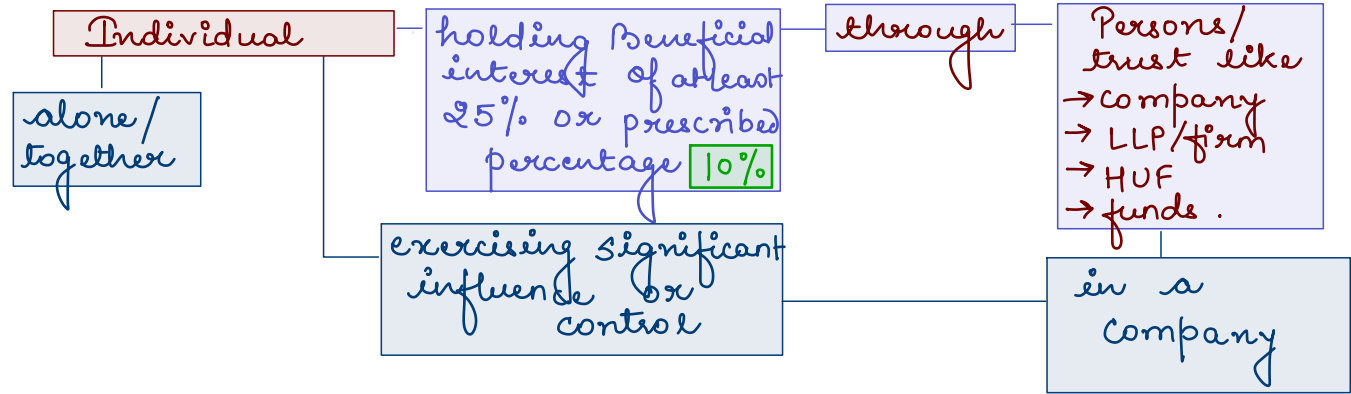 Individual
alone/
together
holding Beneficial
interest of atleast
25% or prescribed
percentage 10%
through
Persons/
trust like
→ company
→ LLP/firm
→ HUF
→ funds.
exercising significant
influence or
control
in a
company